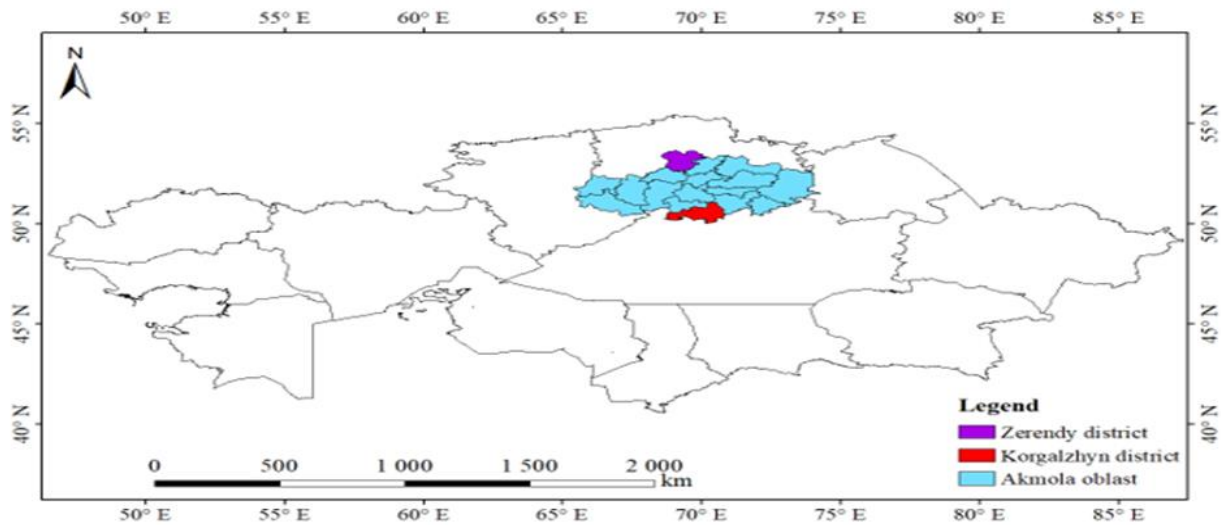 50° E 55° E 60° E 65° E 70° E 75° E 80° E 85° E
N
55° N 55° N
50° N 50° N
45° N 45° N
40° N 40° N
Legend
Zerendy district
Korgalzhyn district
Akmola oblast
0 500 1 000 1 500 2 000
km
50° E 55° E 60° E 65° E 70° E 75° E 80° E 85° E